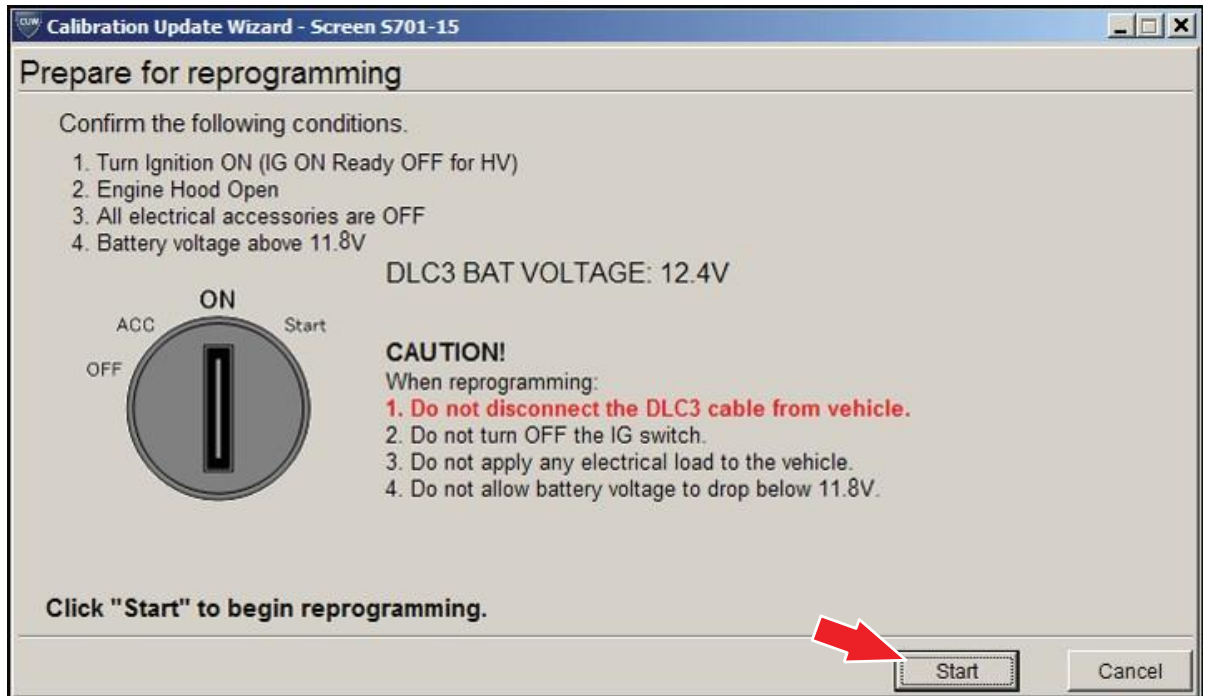 CUW Calibration Update Wizard - Screen S701-15
Prepare for reprogramming
Confirm the following conditions.
1. Turn Ignition ON (IG ON Ready OFF for HV)
2. Engine Hood Open
3. All electrical accessories are OFF
4. Battery voltage above 11.8V
DLC3 BAT VOLTAGE: 12.4V
ON
ACC
Start
OFF
CAUTION!
When reprogramming:
1. Do not disconnect the DLC3 cable from vehicle.
2. Do not turn OFF the IG switch.
3. Do not apply any electrical load to the vehicle.
4. Do not allow battery voltage to drop below 11.8V.
Click "Start" to begin reprogramming.
Start
Cancel